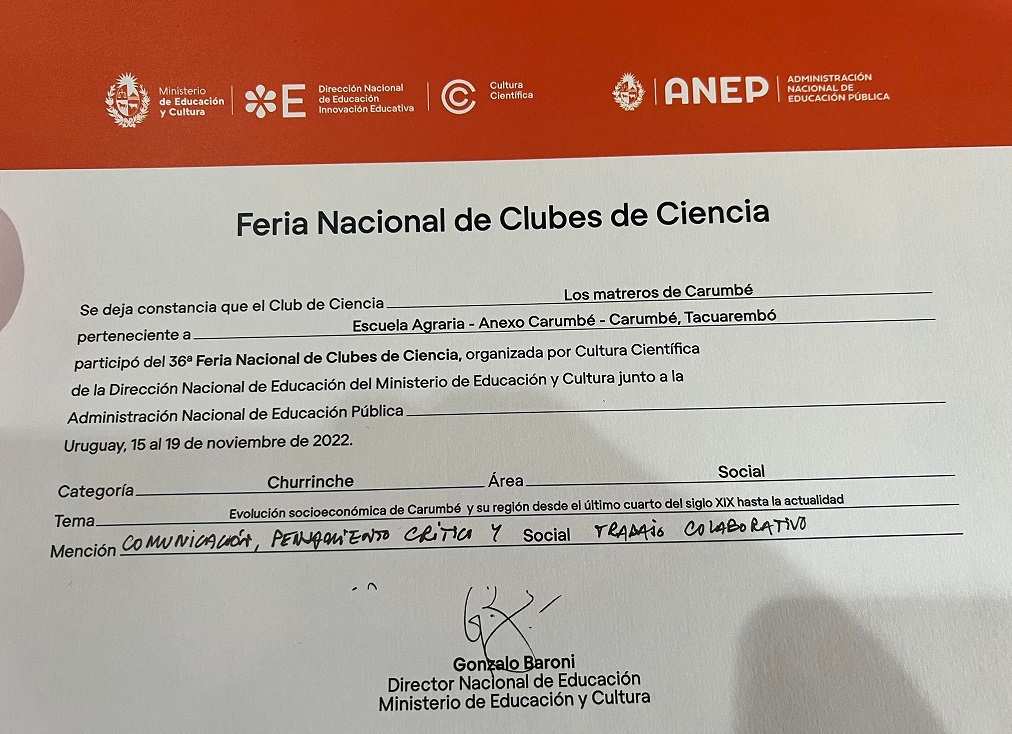 Ministerio
de Educación
y Cultura
E
Dirección Nacional
de Educación
Innovación Educativa
Cultura
Científica
ANEP
ADMINISTRACIÓN
NACIONAL DE
EDUCACIÓN PÚBLICA
Feria Nacional de Clubes de Ciencia
Se deja constancia que el Club de Ciencia Los matreros de Carumbé
perteneciente a Escuela Agraria - Anexo Carumbé - Carumbé, Tacuarembó
participó del 36ª Feria Nacional de Clubes de Ciencia, organizada por Cultura Científica
de la Dirección Nacional de Educación del Ministerio de Educación y Cultura junto a la
Administración Nacional de Educación Pública
Uruguay, 15 al 19 de noviembre de 2022.
Categoría Churrinche Área Social
Tema Evolución socioeconómica de Carumbé y su región desde el último cuarto del siglo XIX hasta la actualidad
Mención COMUNICACIÓN, PENSAMIENTO CRÍTICO Y Social TRABAJO COLABORATIVO
Gonzalo Baroni
Director Nacional de Educación
Ministerio de Educación y Cultura